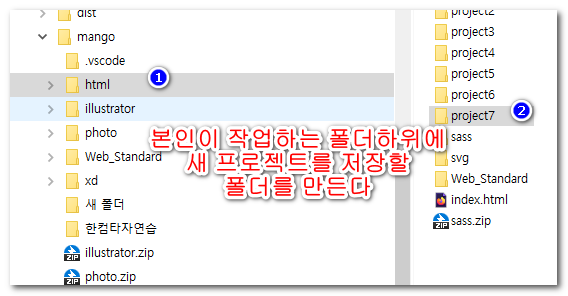 dist
mango
.vscode
html
1
illustrator
photo
Web_Standard
xd
새 폴더
한컴타자연습
ZIP illustrator.zip
ZIP photo.zip
본인이 작업하는 폴더하위에
새 프로젝트를 저장할
폴더를 만든다
project2
project3
project4
project5
project6
project7
2
sass
svg
Web_Standard
index.html
ZIP sass.zip